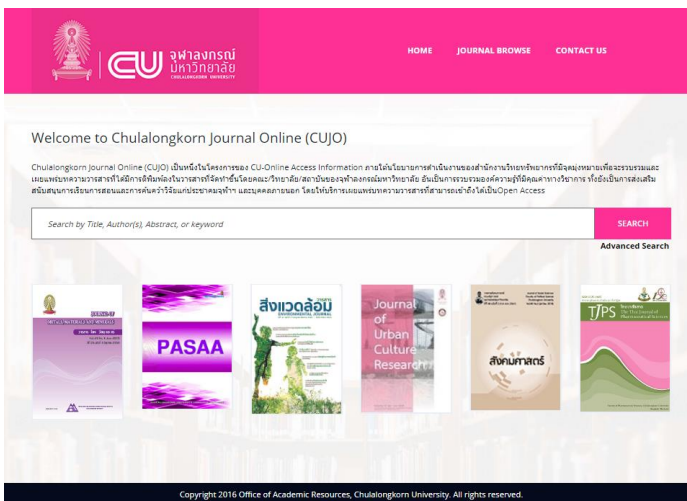 จุฬาลงกรณ์
มหาวิทยาลัย
CHULALONGKORN UNIVERSITY
HOME JOURNAL BROWSE CONTACT US
Welcome to Chulalongkorn Journal Online (CUJO)
Chulalongkorn Journal Online (CUJO) เป็นหนึ่งในโครงการของ CU-Online Access Information ภายใต้นโยบายการดำเนินงานของสำนักงานวิทยทรัพยากรที่มีจุดมุ่งหมายเพื่อจะรวบรวมและ
เผยแพร่บทความวารสารที่ได้มีการตีพิมพ์ลงในวารสารที่จัดทำขึ้นโดยคณะ/วิทยาลัย/สถาบันของจุฬาลงกรณ์มหาวิทยาลัย อันเป็นการรวบรวมองค์ความรู้ที่มีคุณค่าทางวิชาการ ทั้งยังเป็นการส่งเสริม
สนับสนุนการเรียนการสอนและการค้นคว้าวิจัยแก่ประชาคมจุฬาฯ และบุคคลภายนอก โดยให้บริการเผยแพร่บทความวารสารที่สามารถเข้าถึงได้เป็นOpen Access
Search by Title, Author(s), Abstract, or keyword
SEARCH
Advanced Search
JOURNAL OF
METALS, MATERIALS AND MINERALS
PASAA
วารสาร
สิ่งแวดล้อม
ENVIRONMENTAL JOURNAL
Journal
of
Urban
Culture
Research
สังคมศาสตร์
TJPS The Thai Journal of
Pharmaceutical Sciences
Copyright 2016 Office of Academic Resources, Chulalongkorn University. All rights reserved.